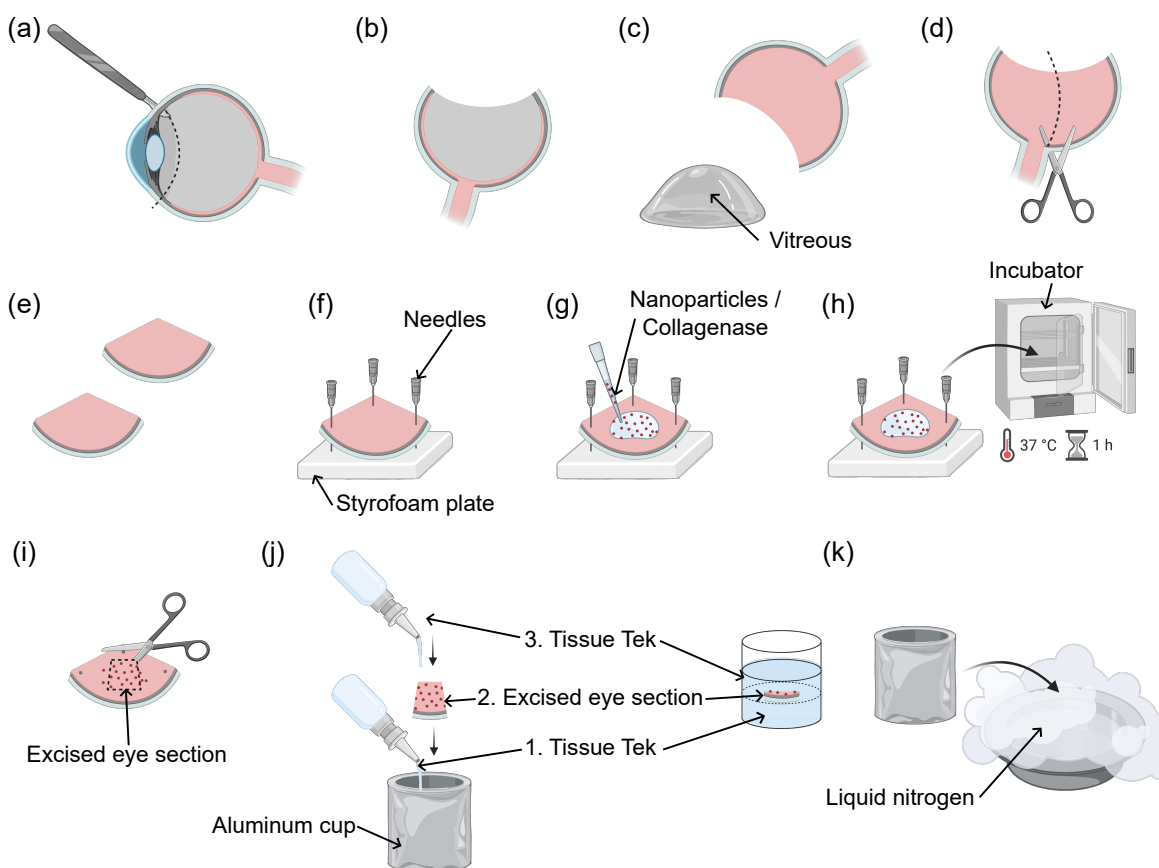 (a)
(b)
(c)
(d)
Vitreous
(e)
(f)
Needles
Styrofoam plate
(g)
Nanoparticles /
Collagenase
(h)
Incubator
37 °C
1 h
(i)
Excised eye section
(j)
3. Tissue Tek
2. Excised eye section
1. Tissue Tek
Aluminum cup
(k)
Liquid nitrogen